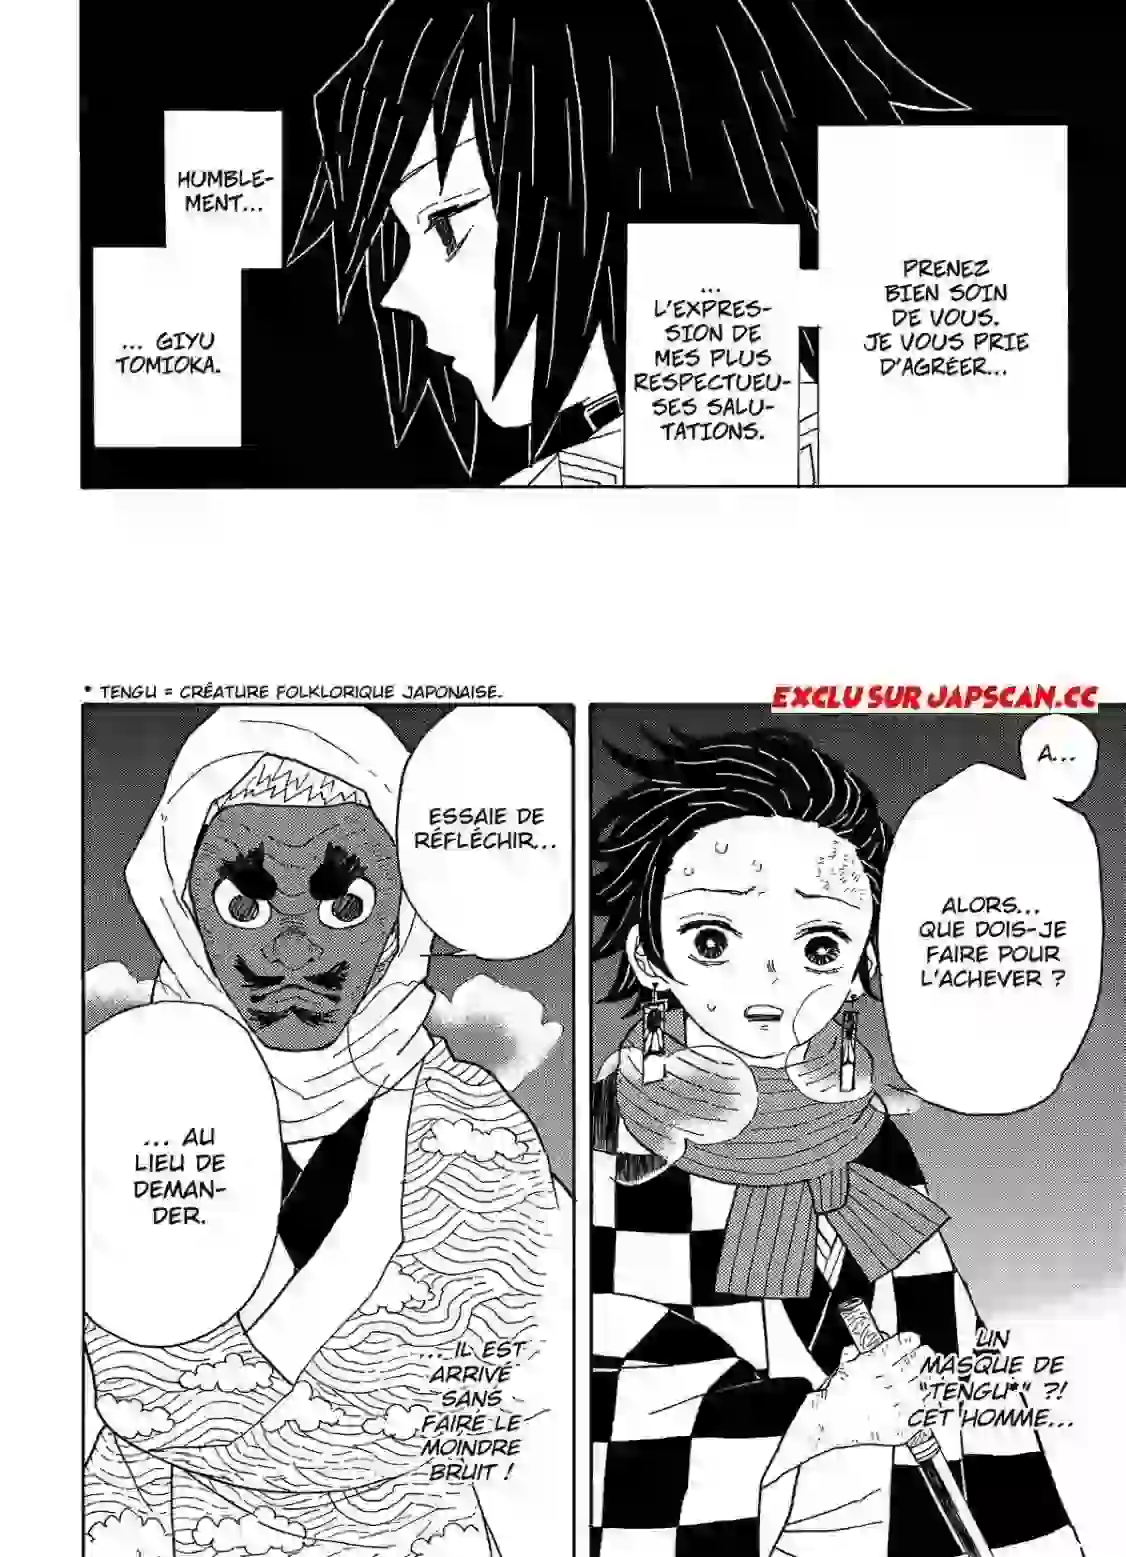 PRENEZ
BIEN SOIN
DE VOUS.
JE VOUS PRIE
D'AGRÉER...
...
L'EXPRES-
SION DE
MES PLUS
RESPECTUEU-
SES SALU-
TATIONS.
HUMBLE-
MENT...
... GIYU
TOMIOKA.
* TENGU = CRÉATURE FOLKLORIQUE JAPONAISE.
EXCLU SUR JAPSCAN.CC
A...
ALORS...
QUE DOIS-JE
FAIRE POUR
L'ACHEVER ?
UN
MASQUE DE
"TENGU*" ?!
CET HOMME...
ESSAIE DE
RÉFLÉCHIR...
... AU
LIEU DE
DEMAN-
DER.
... IL EST
ARRIVÉ
SANS
FAIRE LE
MOINDRE
BRUIT !